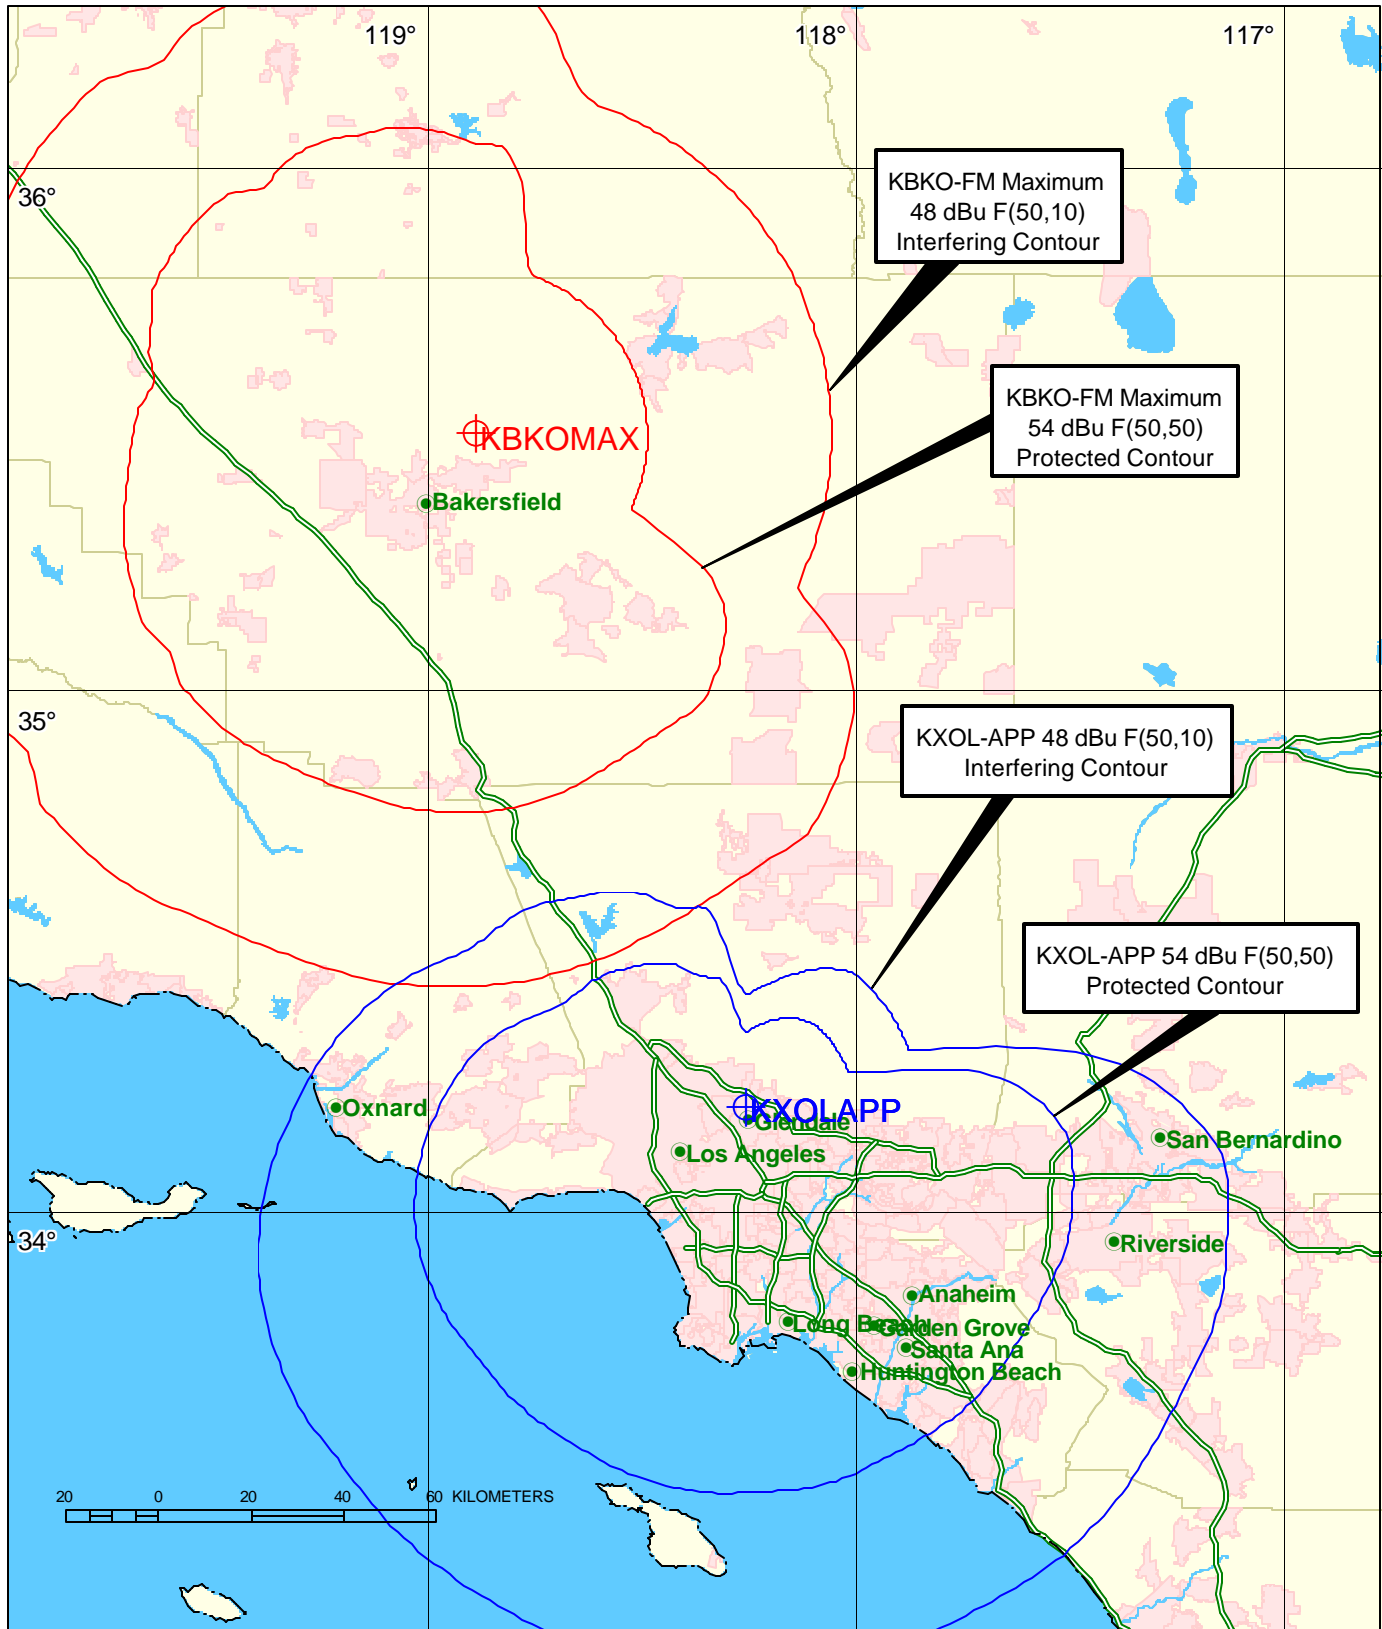 119°
118°
117°
36°
KBKO-FM Maximum
48 dBu F(50,10)
Interfering Contour
KBKO-FM Maximum
54 dBu F(50,50)
Protected Contour
KBKOMAX
Bakersfield
35°
KXOL-APP 48 dBu F(50,10)
Interfering Contour
KXOL-APP 54 dBu F(50,50)
Protected Contour
Oxnard
KXOLAPP
Glendale
Los Angeles
San Bernardino
34°
Riverside
Anaheim
Long Beach
Garden Grove
Santa Ana
Huntington Beach
20 0 20 40 60 KILOMETERS